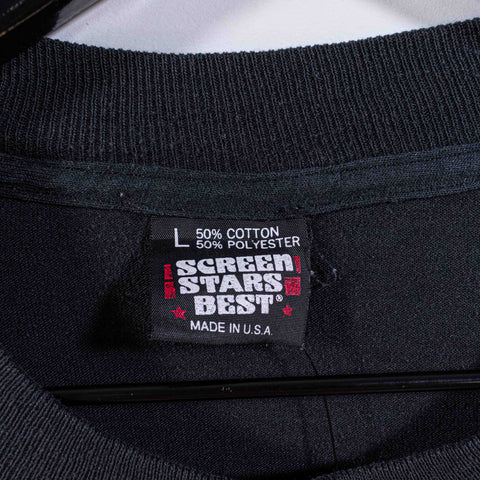 L 50% COTTON
50% POLYESTER
SCREEN
STARS
BEST®
MADE IN U.S.A.